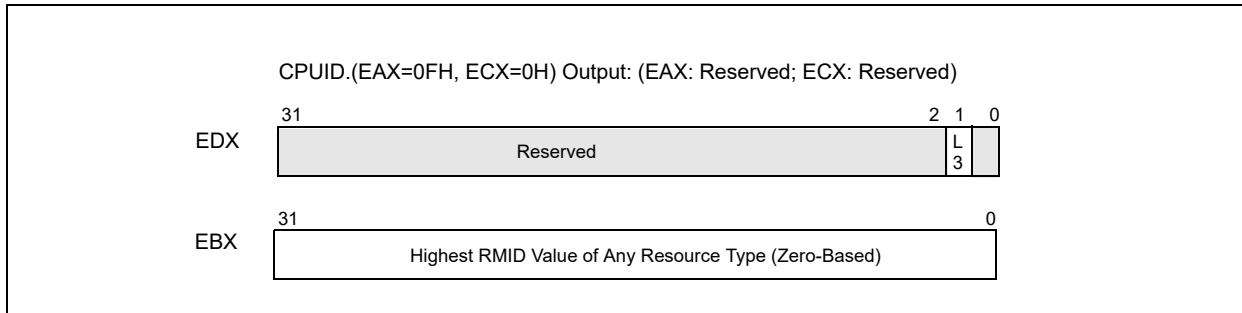 CPUID.(EAX=0FH, ECX=0H) Output: (EAX: Reserved; ECX: Reserved)
31 2 1 0
EDX Reserved L3
31 0
EBX Highest RMID Value of Any Resource Type (Zero-Based)